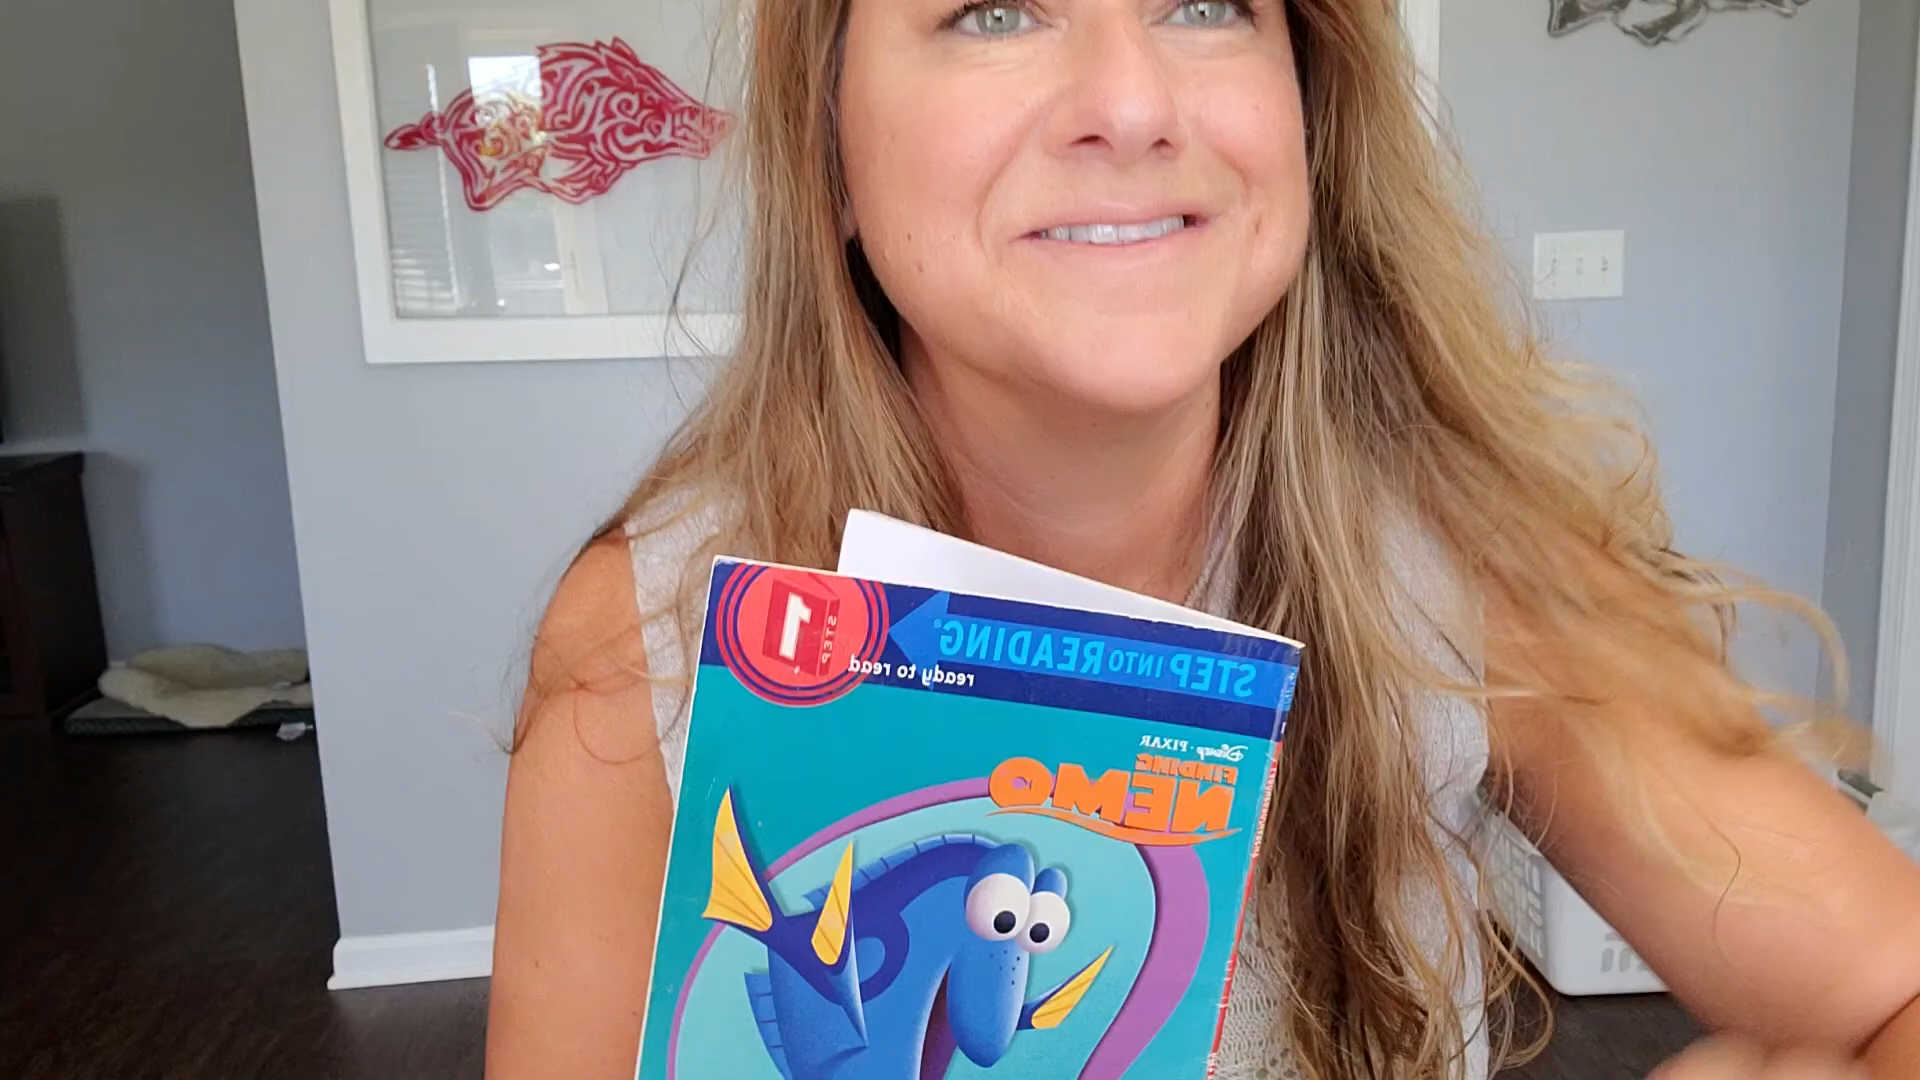 STEP INTO READING®
STEP
1
ready to read
Disney · PIXAR
FINDING
NEMO